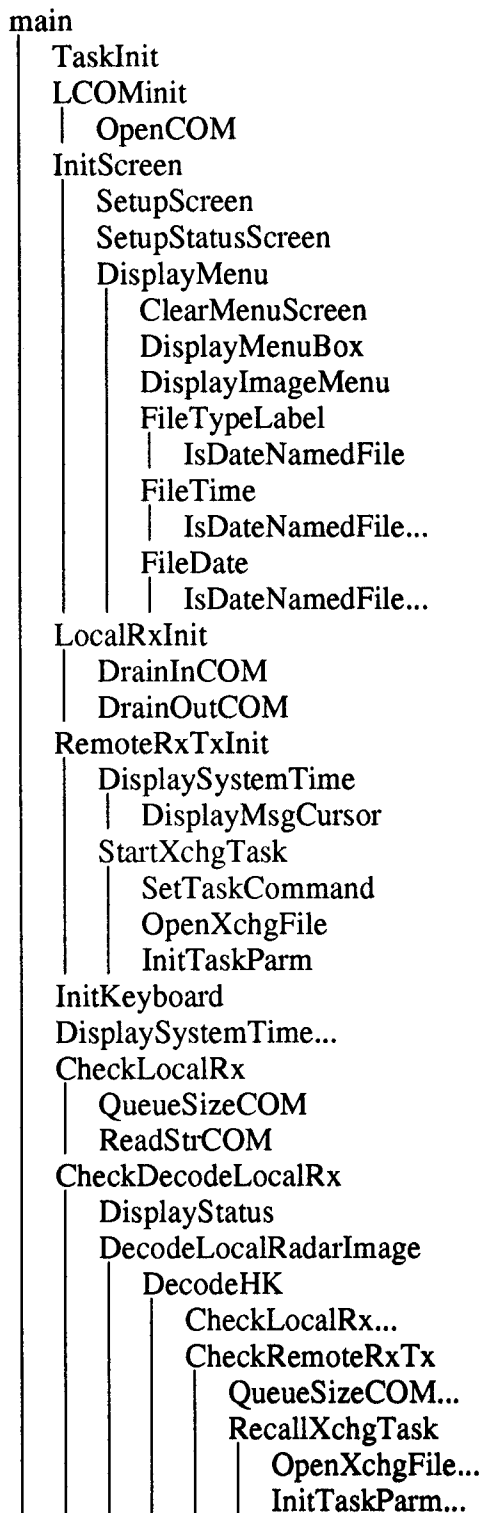 main
TaskInit
LCOMinit
OpenCOM
InitScreen
SetupScreen
SetupStatusScreen
DisplayMenu
ClearMenuScreen
DisplayMenuBox
DisplayImageMenu
FileTypeLabel
IsDateNamedFile
FileTime
IsDateNamedFile...
FileDate
IsDateNamedFile...
LocalRxInit
DrainInCOM
DrainOutCOM
RemoteRxTxInit
DisplaySystemTime
DisplayMsgCursor
StartXchgTask
SetTaskCommand
OpenXchgFile
InitTaskParm
InitKeyboard
DisplaySystemTime...
CheckLocalRx
QueueSizeCOM
ReadStrCOM
CheckDecodeLocalRx
DisplayStatus
DecodeLocalRadarImage
DecodeHK
CheckLocalRx...
CheckRemoteRxTx
QueueSizeCOM...
RecallXchgTask
OpenXchgFile...
InitTaskParm...